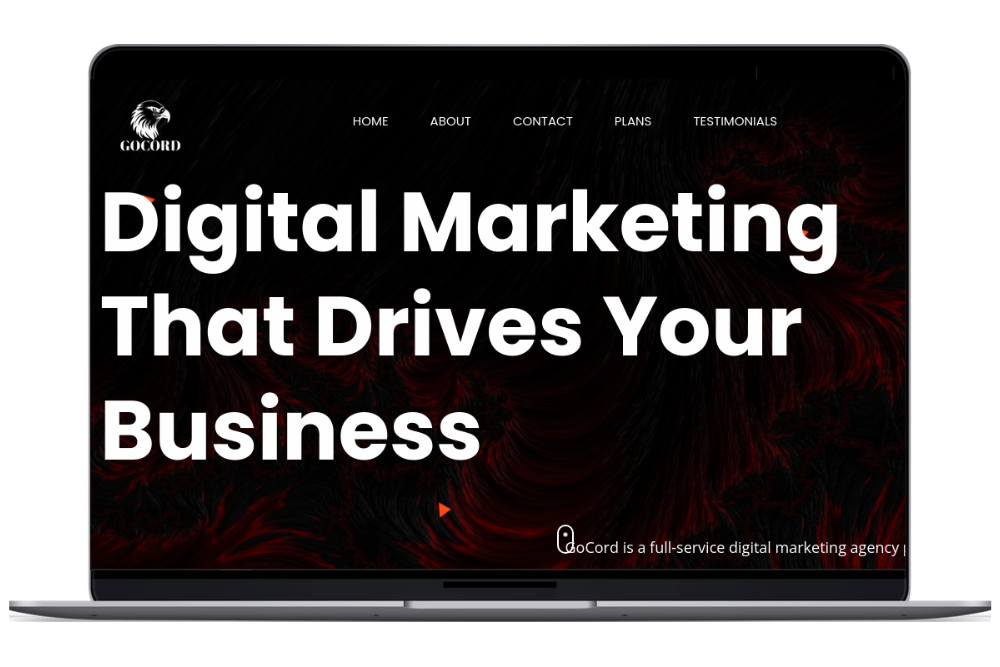 GOCORD
HOME ABOUT CONTACT PLANS TESTIMONIALS
Digital Marketing
That Drives Your
Business
GoCord is a full-service digital marketing agency